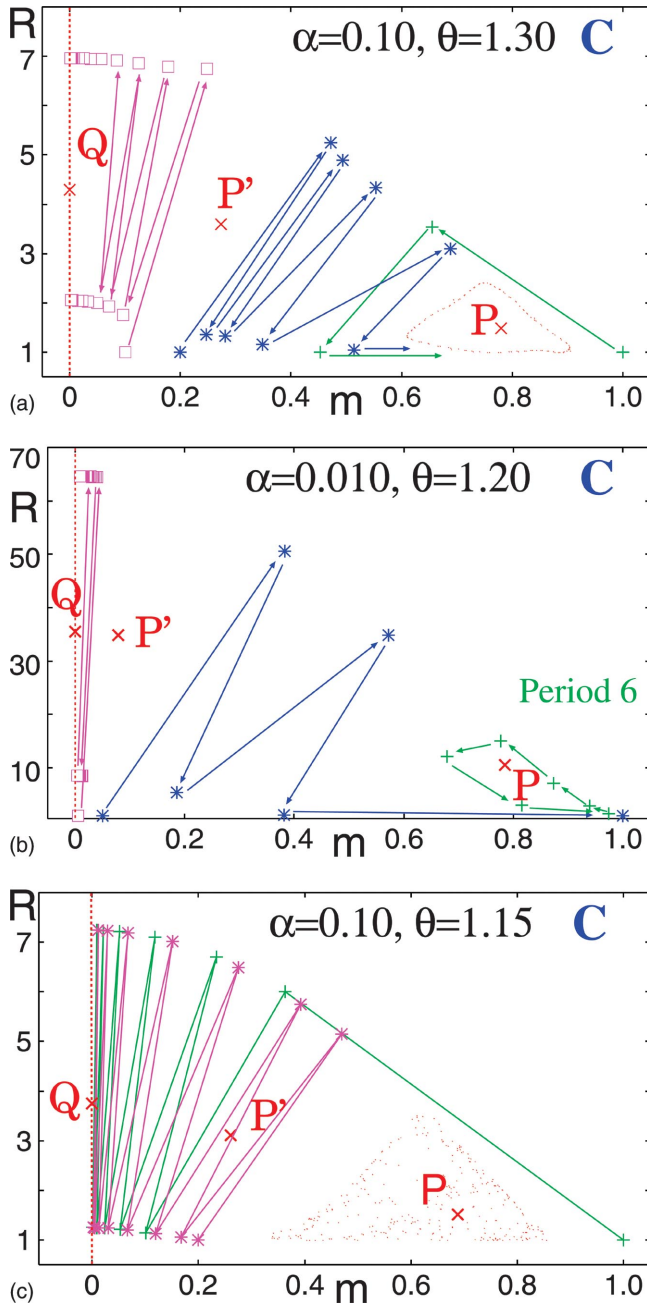 R
α=0.10, θ=1.30 C
7
Q
5
P'
3
P
1
(a)
0 0.2 0.4 m 0.6 0.8 1.0
70
α=0.010, θ=1.20 C
R
50
Q
P'
30
Period 6
P
10
(b)
0 0.2 0.4 m 0.6 0.8 1.0
R
α=0.10, θ=1.15 C
7
5
Q
P'
3
P
1
(c)
0 0.2 0.4 m 0.6 0.8 1.0